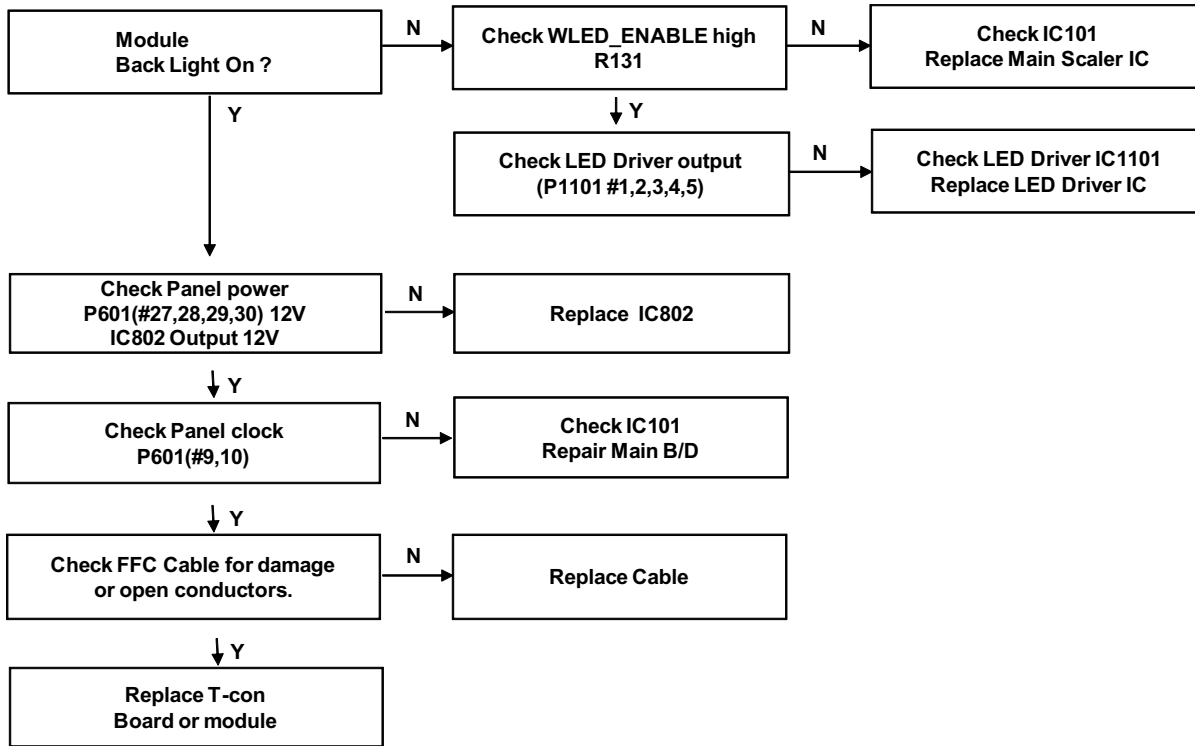 Module
Back Light On ?
N
Check WLED_ENABLE high
R131
N
Check IC101
Replace Main Scaler IC
Y
Y
Check LED Driver output
(P1101 #1,2,3,4,5)
N
Check LED Driver IC1101
Replace LED Driver IC
Check Panel power
P601(#27,28,29,30) 12V
IC802 Output 12V
N
Replace IC802
Y
Check Panel clock
P601(#9,10)
N
Check IC101
Repair Main B/D
Y
Check FFC Cable for damage
or open conductors.
N
Replace Cable
Y
Replace T-con
Board or module